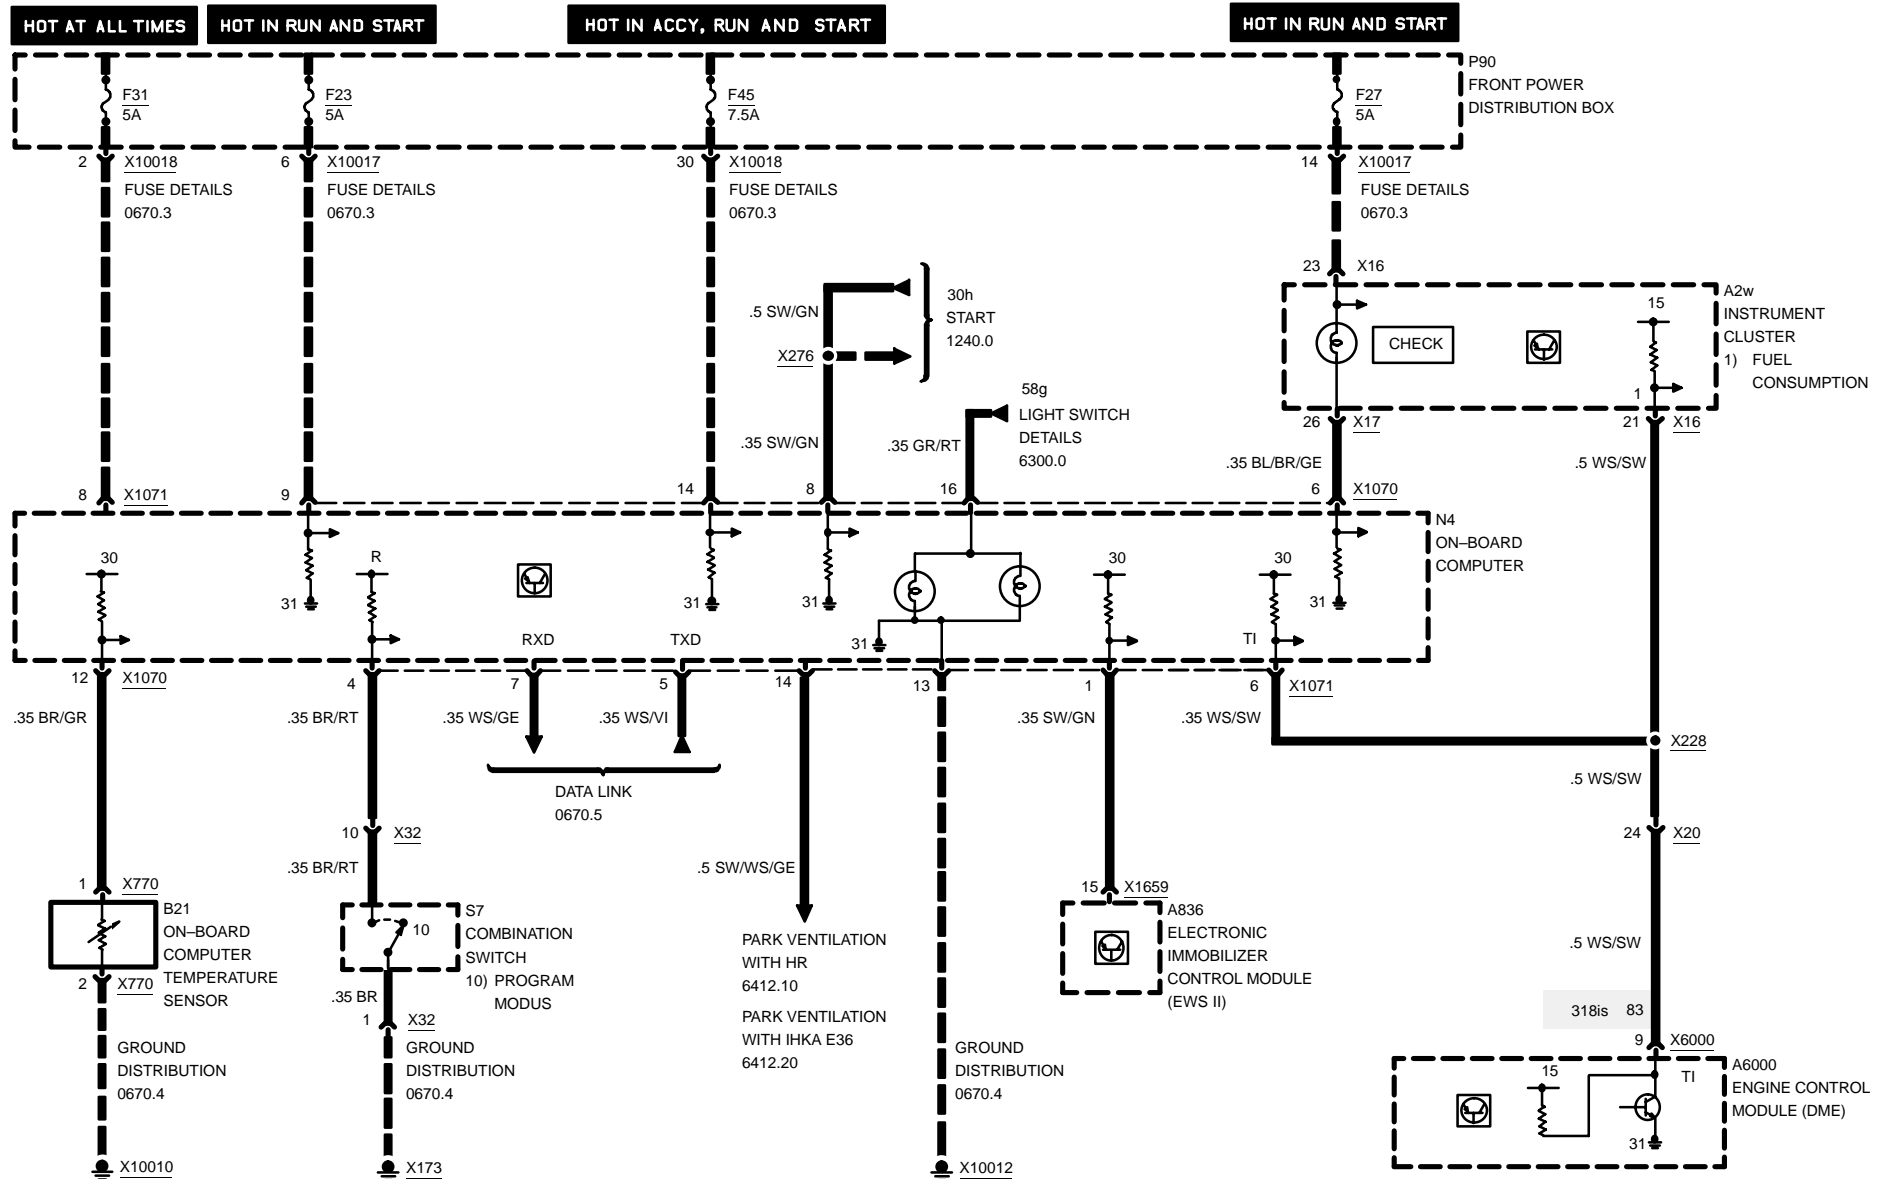 HOT AT ALL TIMES
HOT IN RUN AND START
HOT IN ACCY, RUN AND START
HOT IN RUN AND START
P90
FRONT POWER
DISTRIBUTION BOX
F31
5A
F23
5A
F45
7.5A
F27
5A
2
X10018
6
X10017
30
X10018
14
X10017
FUSE DETAILS
0670.3
FUSE DETAILS
0670.3
FUSE DETAILS
0670.3
FUSE DETAILS
0670.3
23
X16
.5 SW/GN
30h
START
1240.0
X276
A2w
INSTRUMENT
CLUSTER
1) FUEL
CONSUMPTION
CHECK
15
1
58g
LIGHT SWITCH
DETAILS
6300.0
.35 SW/GN
.35 GR/RT
26
X17
21
X16
.35 BL/BR/GE
.5 WS/SW
8
X1071
9
14
8
16
6
X1070
N4
ON–BOARD
COMPUTER
30
R
31
31
31
30
30
31
31
RXD
TXD
TI
12
X1070
4
7
5
14
13
1
6
X1071
.35 BR/GR
.35 BR/RT
.35 WS/GE
.35 WS/VI
.35 SW/GN
.35 WS/SW
X228
.5 WS/SW
DATA LINK
0670.5
10
X32
24
X20
.35 BR/RT
.5 SW/WS/GE
1
X770
15
X1659
B21
ON–BOARD
COMPUTER
TEMPERATURE
SENSOR
10
S7
COMBINATION
SWITCH
10) PROGRAM
MODUS
PARK VENTILATION
WITH HR
6412.10
PARK VENTILATION
WITH IHKA E36
6412.20
A836
ELECTRONIC
IMMOBILIZER
CONTROL MODULE
(EWS II)
.5 WS/SW
2
X770
.35 BR
1
X32
318is 83
9
X6000
GROUND
DISTRIBUTION
0670.4
GROUND
DISTRIBUTION
0670.4
GROUND
DISTRIBUTION
0670.4
15
TI
31
A6000
ENGINE CONTROL
MODULE (DME)
X10010
X173
X10012